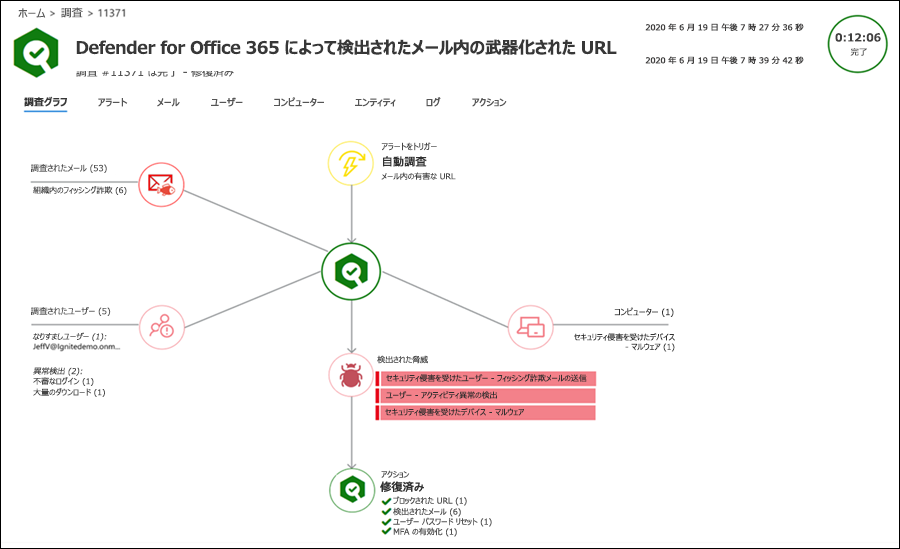 ホーム > 調査 > 11371
Defender for Office 365 によって検出されたメール内の武器化された URL
調査 #11371 は完了 - 修復済み
2020 年 6 月 19 日 午後 7 時 27 分 36 秒
2020 年 6 月 19 日 午後 7 時 39 分 42 秒
0:12:06
完了
調査グラフ アラート メール ユーザー コンピューター エンティティ ログ アクション
アラートをトリガー
自動調査
メール内の有害な URL
調査されたメール (53)
組織内のフィッシング詐欺 (6)
調査されたユーザー (5)
なりすましユーザー (1):
JeffV@Ignitedemo.onm...
異常検出 (2):
不審なログイン (1)
大量のダウンロード (1)
コンピューター (1)
セキュリティ侵害を受けたデバイス
- マルウェア (1)
検出された脅威
セキュリティ侵害を受けたユーザー - フィッシング詐欺メールの送信
ユーザー - アクティビティ異常の検出
セキュリティ侵害を受けたデバイス - マルウェア
アクション
修復済み
ブロックされた URL (1)
検出されたメール (6)
ユーザー パスワード リセット (1)
MFA の有効化 (1)